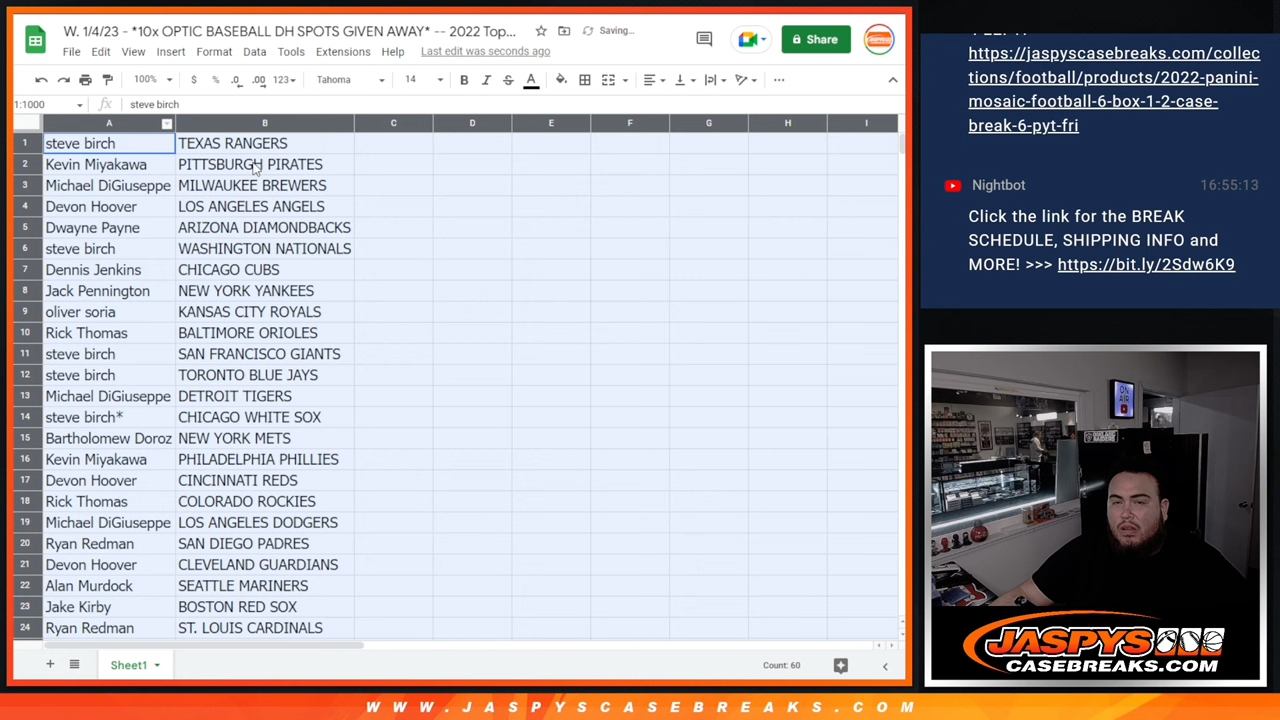 W. 1/4/23 - *10x OPTIC BASEBALL DH SPOTS GIVEN AWAY* -- 2022 Top...
Saving...
Share
File Edit View Insert Format Data Tools Extensions Help Last edit was seconds ago
100% $ % .0 .00 123 Tahoma 14 B I S A
1:1000 fx steve birch
A B C D E F G H I
1 steve birch TEXAS RANGERS
2 Kevin Miyakawa PITTSBURGH PIRATES
3 Michael DiGiuseppe MILWAUKEE BREWERS
4 Devon Hoover LOS ANGELES ANGELS
5 Dwayne Payne ARIZONA DIAMONDBACKS
6 steve birch WASHINGTON NATIONALS
7 Dennis Jenkins CHICAGO CUBS
8 Jack Pennington NEW YORK YANKEES
9 oliver soria KANSAS CITY ROYALS
10 Rick Thomas BALTIMORE ORIOLES
11 steve birch SAN FRANCISCO GIANTS
12 steve birch TORONTO BLUE JAYS
13 Michael DiGiuseppe DETROIT TIGERS
14 steve birch* CHICAGO WHITE SOX
15 Bartholomew Doroz NEW YORK METS
16 Kevin Miyakawa PHILADELPHIA PHILLIES
17 Devon Hoover CINCINNATI REDS
18 Rick Thomas COLORADO ROCKIES
19 Michael DiGiuseppe LOS ANGELES DODGERS
20 Ryan Redman SAN DIEGO PADRES
21 Devon Hoover CLEVELAND GUARDIANS
22 Alan Murdock SEATTLE MARINERS
23 Jake Kirby BOSTON RED SOX
24 Ryan Redman ST. LOUIS CARDINALS
Sheet1
Count: 60
https://jaspyscasebreaks.com/collec
tions/football/products/2022-panini-
mosaic-football-6-box-1-2-case-
break-6-pyt-fri
Nightbot 16:55:13
Click the link for the BREAK
SCHEDULE, SHIPPING INFO and
MORE! >>> https://bit.ly/2Sdw6K9
ON
AIR
JASPYS
CASEBREAKS.COM
WWW.JASPYSCASEBREAKS.COM